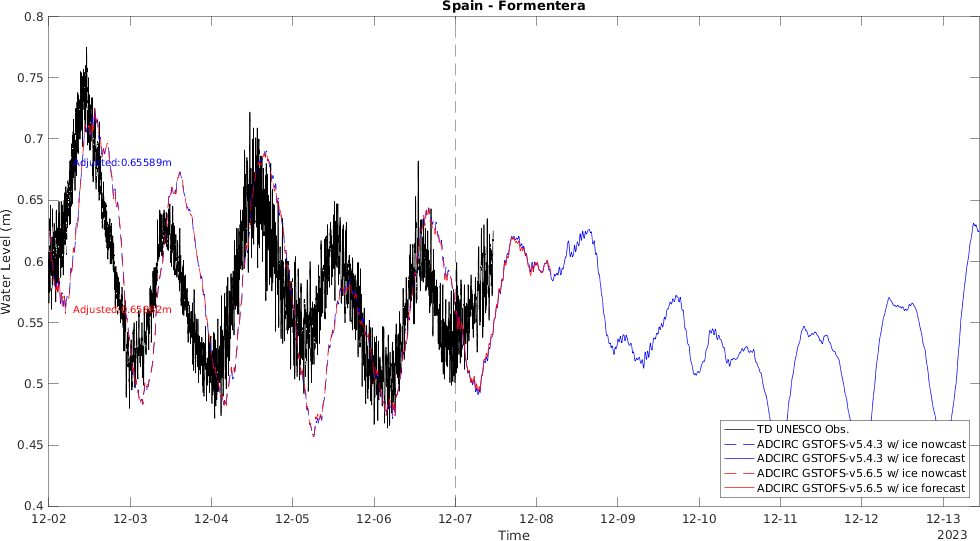 Spain - Formentera
0.8
0.75
0.7
0.65
0.6
0.55
0.5
0.45
0.4
Water Level (m)
Adjusted:0.65589m
TD UNESCO Obs.
ADCIRC GSTOFS-v5.4.3 w/ ice nowcast
ADCIRC GSTOFS-v5.4.3 w/ ice forecast
ADCIRC GSTOFS-v5.6.5 w/ ice nowcast
ADCIRC GSTOFS-v5.6.5 w/ ice forecast
12-02 12-03 12-04 12-05 12-06 12-07 12-08 12-09 12-10 12-11 12-12 12-13
Time
2023